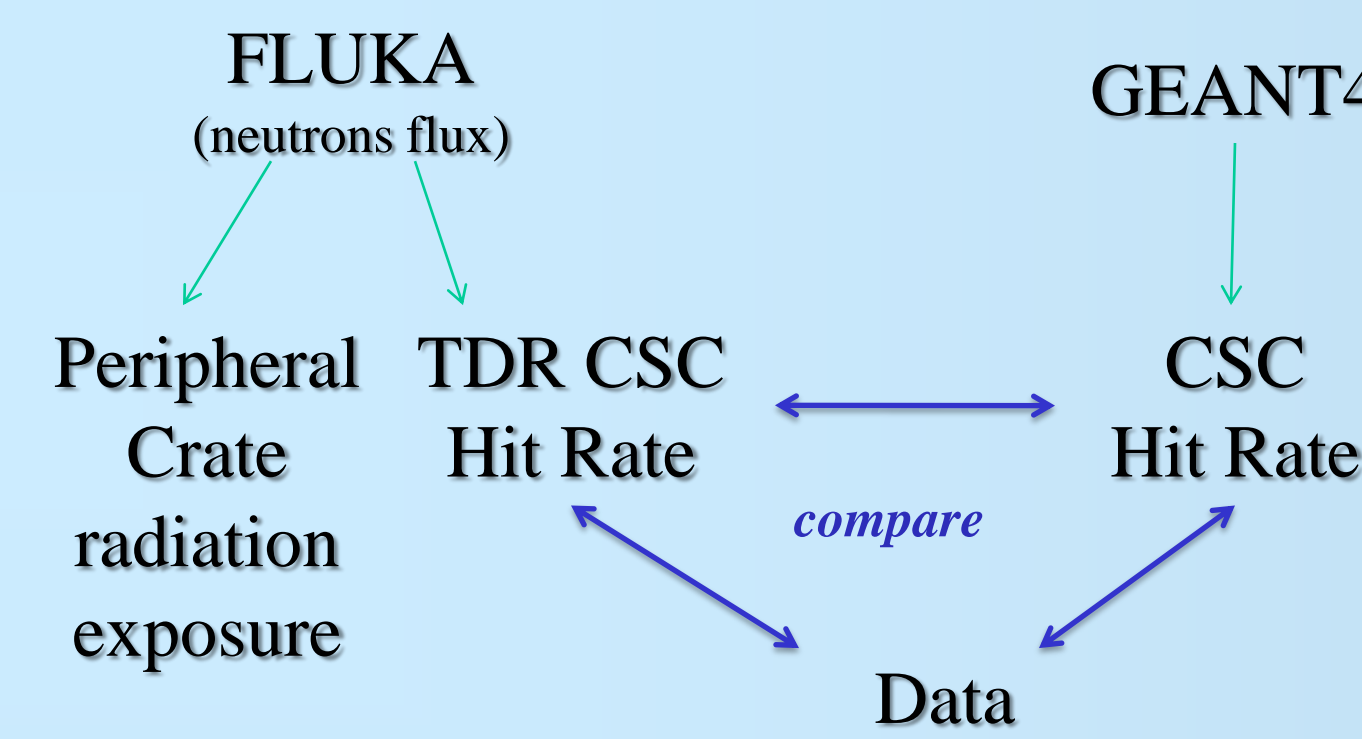 FLUKA
(neutrons flux)
GEANT4
Peripheral
Crate
radiation
exposure
TDR CSC
Hit Rate
CSC
Hit Rate
compare
Data